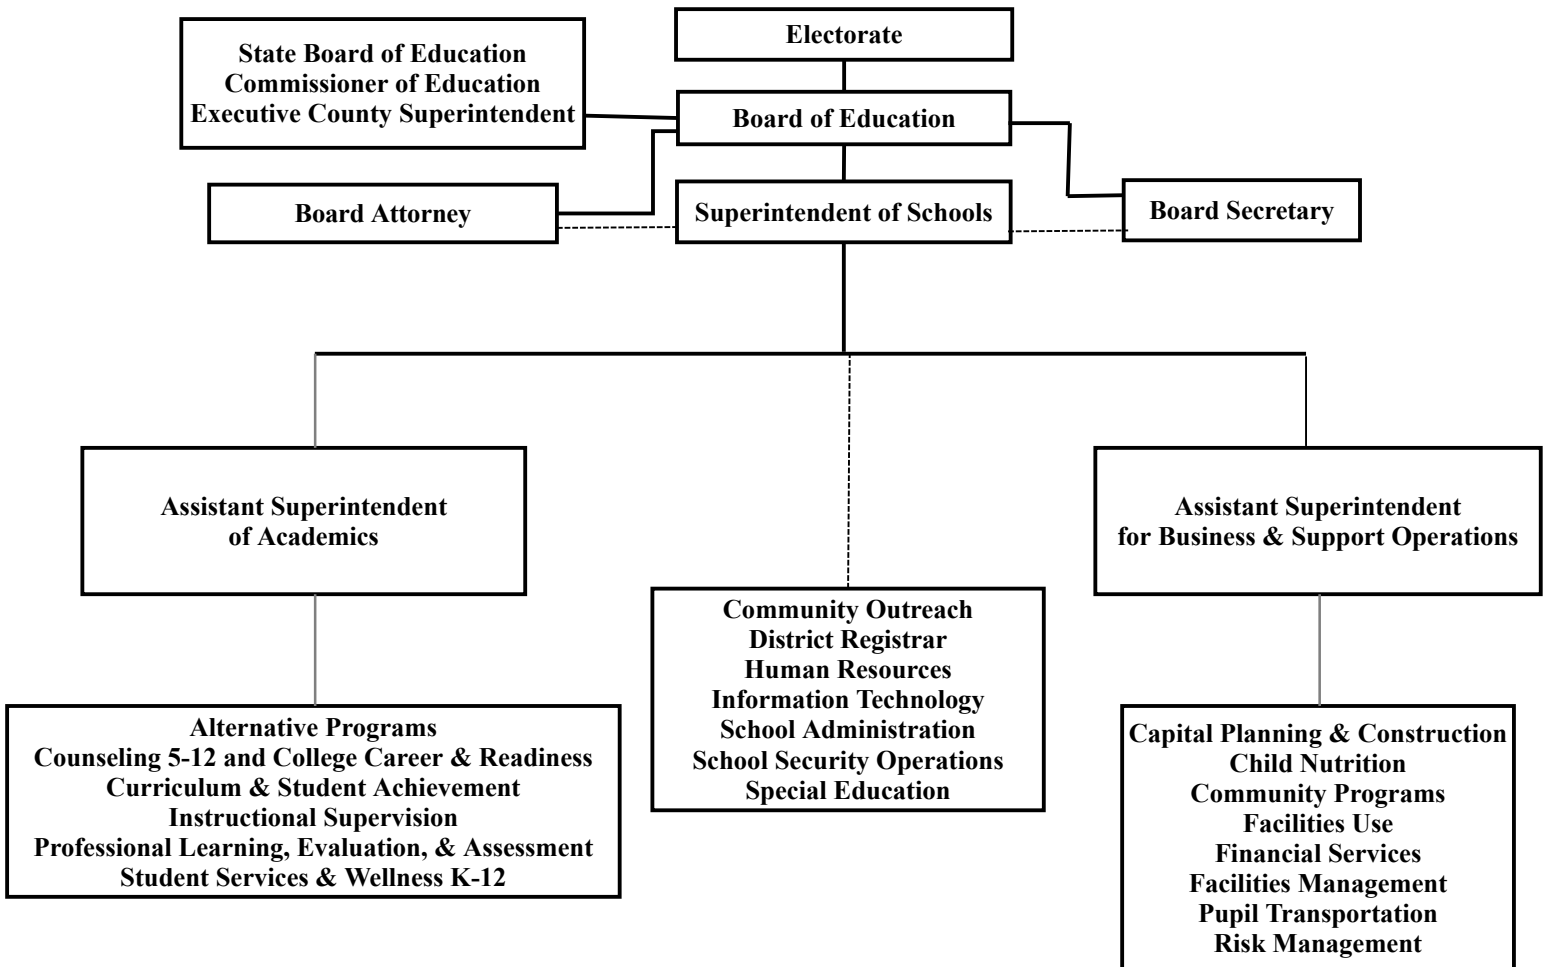 Electorate
State Board of Education
Commissioner of Education
Executive County Superintendent
Board of Education
Board Attorney
Superintendent of Schools
Board Secretary
Assistant Superintendent
of Academics
Assistant Superintendent
for Business & Support Operations
Community Outreach
District Registrar
Human Resources
Information Technology
School Administration
School Security Operations
Special Education
Alternative Programs
Counseling 5-12 and College Career & Readiness
Curriculum & Student Achievement
Instructional Supervision
Professional Learning, Evaluation, & Assessment
Student Services & Wellness K-12
Capital Planning & Construction
Child Nutrition
Community Programs
Facilities Use
Financial Services
Facilities Management
Pupil Transportation
Risk Management